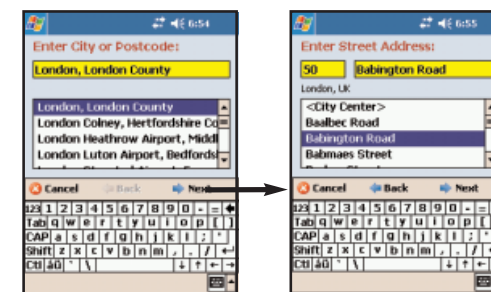 6:54
Enter City or Postcode:
London, London County
London, London County
London Colney, Hertfordshire Co
London Heathrow Airport, Middl
London Luton Airport, Bedfords
Cancel Back Next
123 1 2 3 4 5 6 7 8 9 0 - =
Tab q w e r t y u i o p [ ]
CAP a s d f g h j k l ; '
Shift z x c v b n m , . /
Ctl áü ` \
6:55
Enter Street Address:
50 Babington Road
London, UK
<City Center>
Baalbec Road
Babington Road
Babmaes Street
Cancel Back Next
123 1 2 3 4 5 6 7 8 9 0 - =
Tab q w e r t y u i o p [ ]
CAP a s d f g h j k l ; '
Shift z x c v b n m , . /
Ctl áü ` \